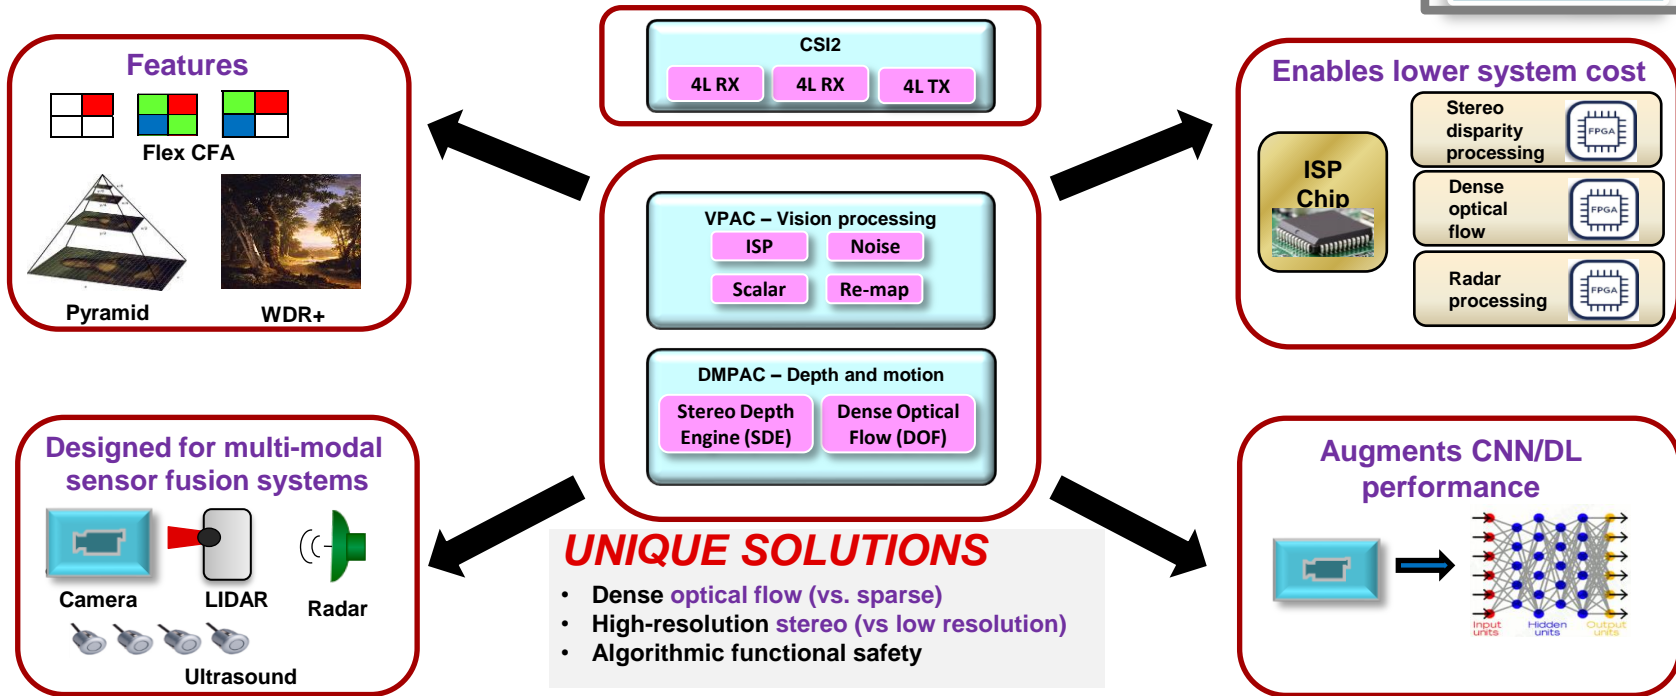 Features
Flex CFA
Pyramid
WDR+
CSI2
4L RX
4L RX
4L TX
VPAC – Vision processing
ISP
Noise
Scalar
Re-map
DMPAC – Depth and motion
Stereo Depth
Engine (SDE)
Dense Optical
Flow (DOF)
Enables lower system cost
ISP
Chip
Stereo
disparity
processing
FPGA
Dense
optical
flow
FPGA
Radar
processing
FPGA
Designed for multi-modal
sensor fusion systems
Camera
LIDAR
Radar
Ultrasound
UNIQUE SOLUTIONS
• Dense optical flow (vs. sparse)
• High-resolution stereo (vs low resolution)
• Algorithmic functional safety
Augments CNN/DL
performance
Input
units
Hidden
units
Output
units